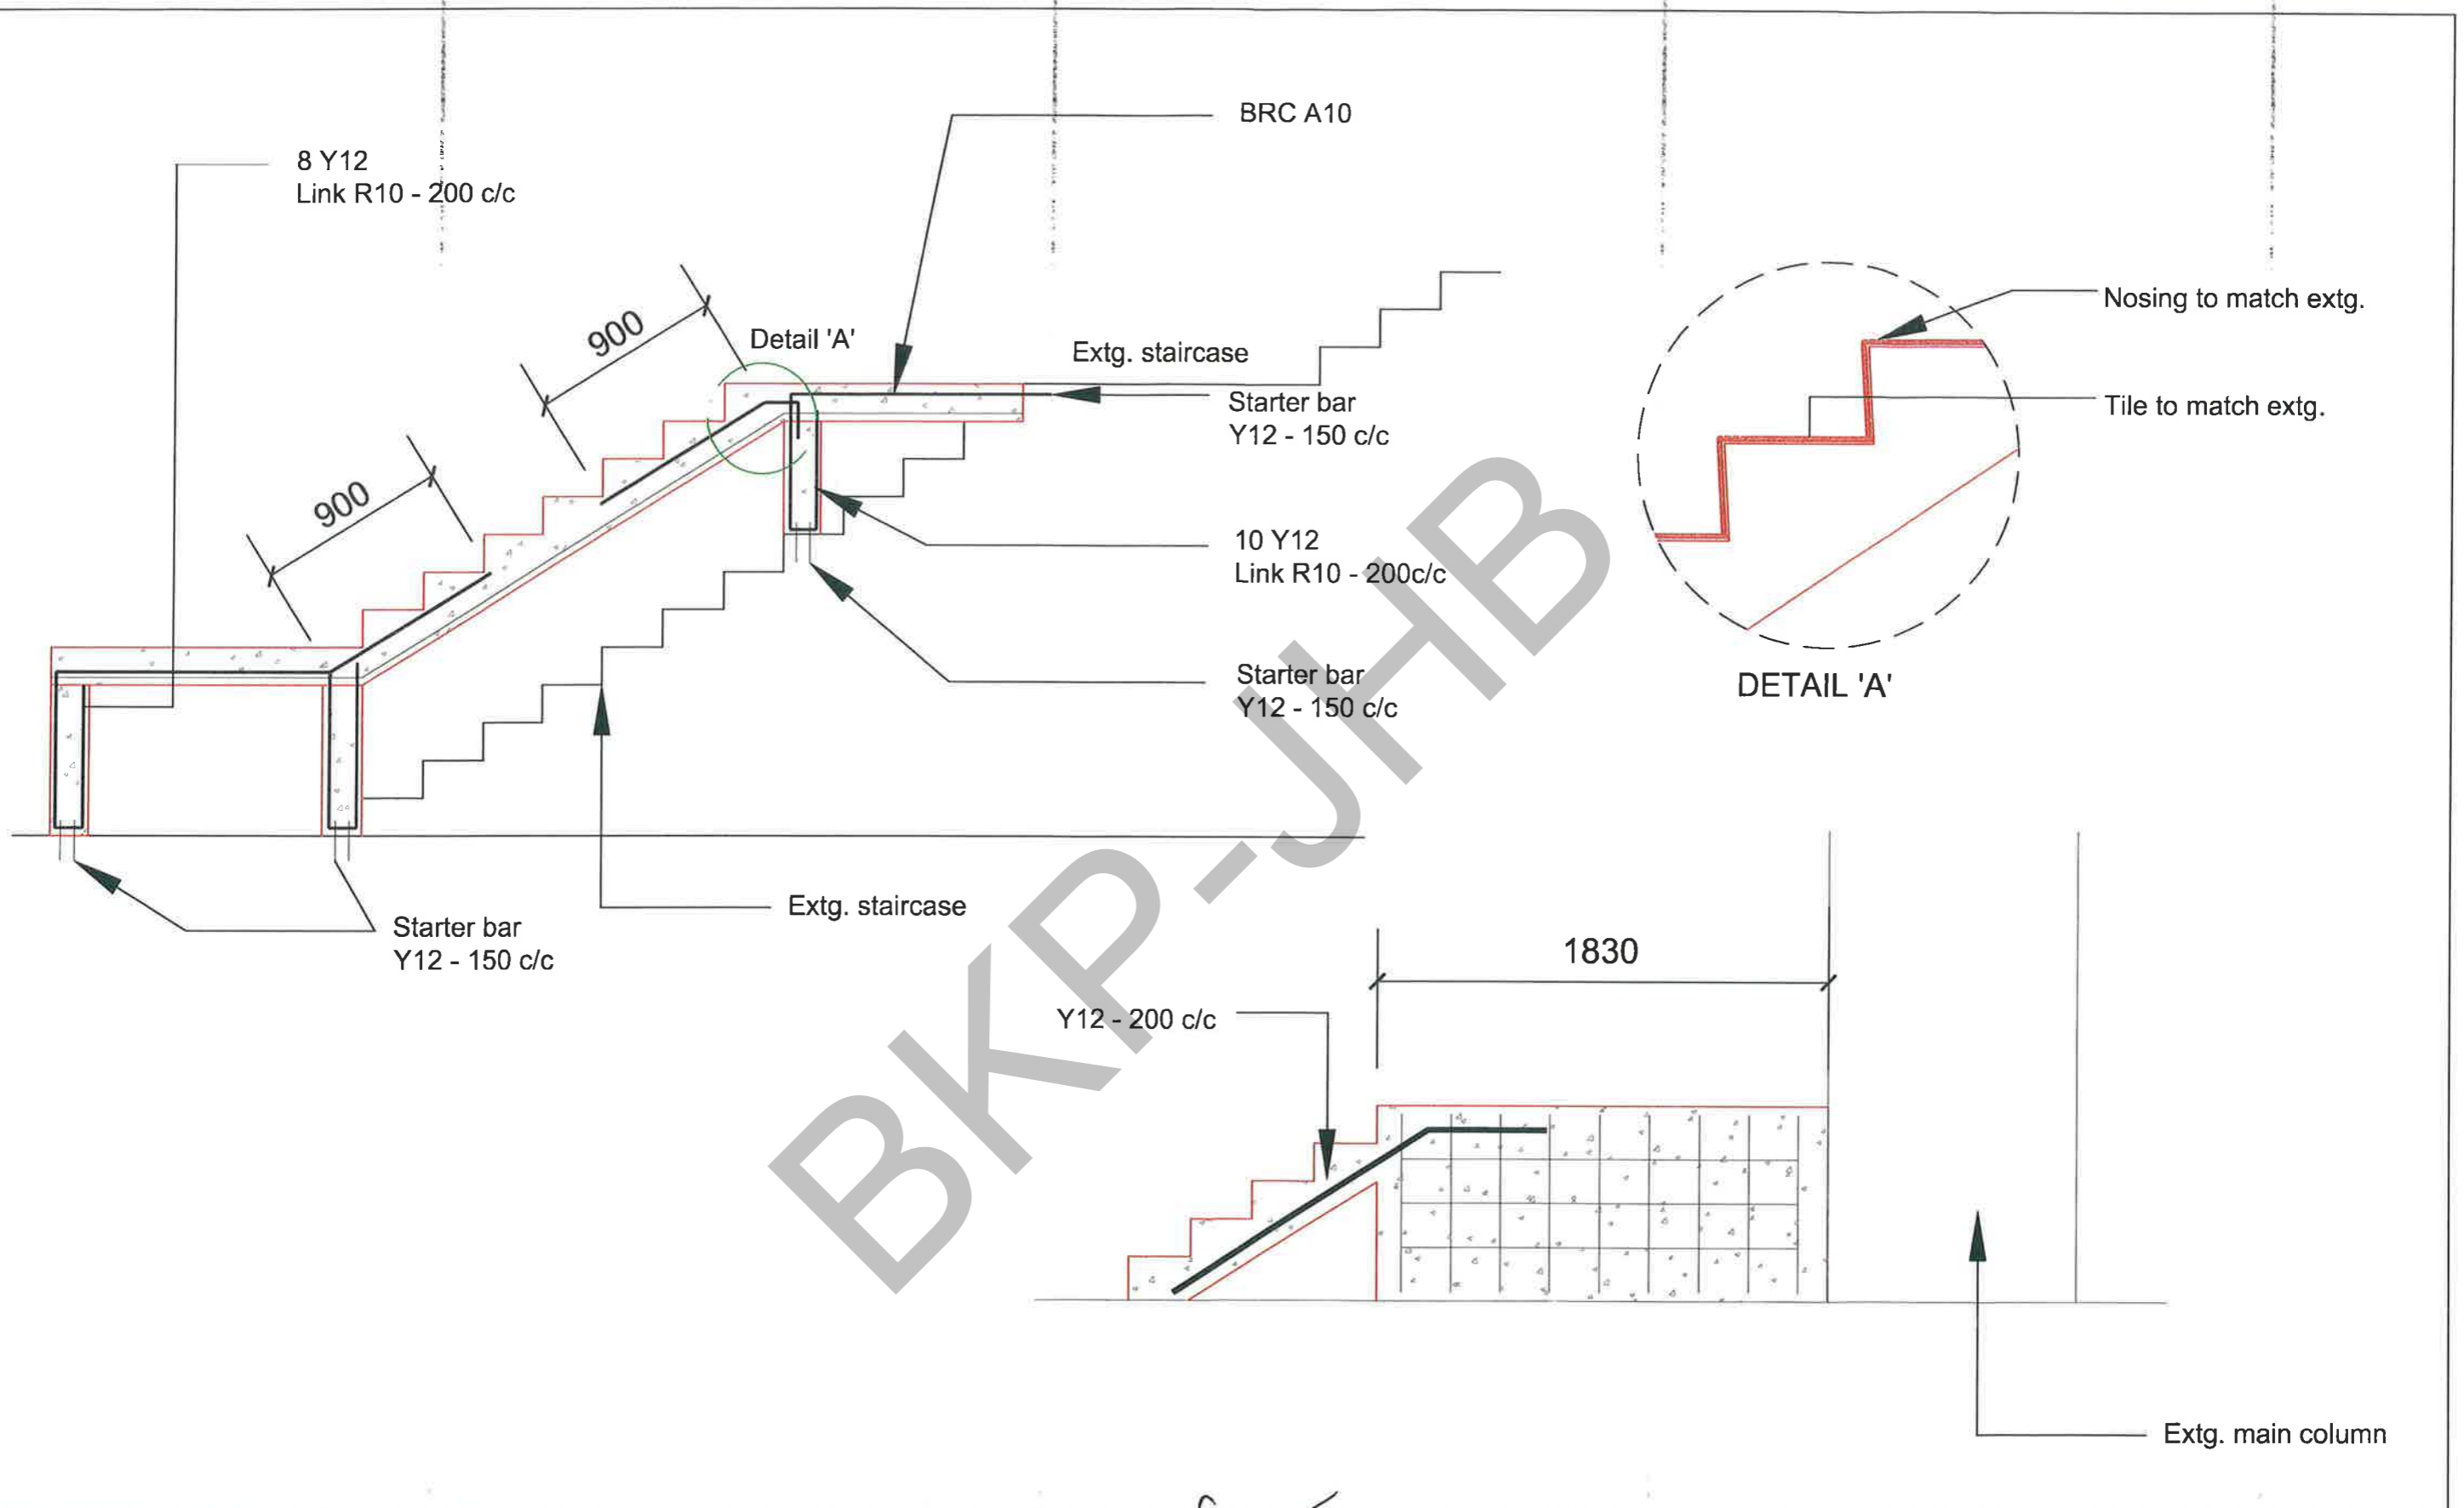 BRC A10
8 Y12
Link R10 - 200 c/c
900
Detail 'A'
Extg. staircase
Nosing to match extg.
Starter bar
Y12 - 150 c/c
Tile to match extg.
900
10 Y12
Link R10 - 200c/c
Starter bar
Y12 - 150 c/c
DETAIL 'A'
Extg. staircase
Starter bar
Y12 - 150 c/c
1830
Y12 - 200 c/c
Extg. main column
BKP-JHB